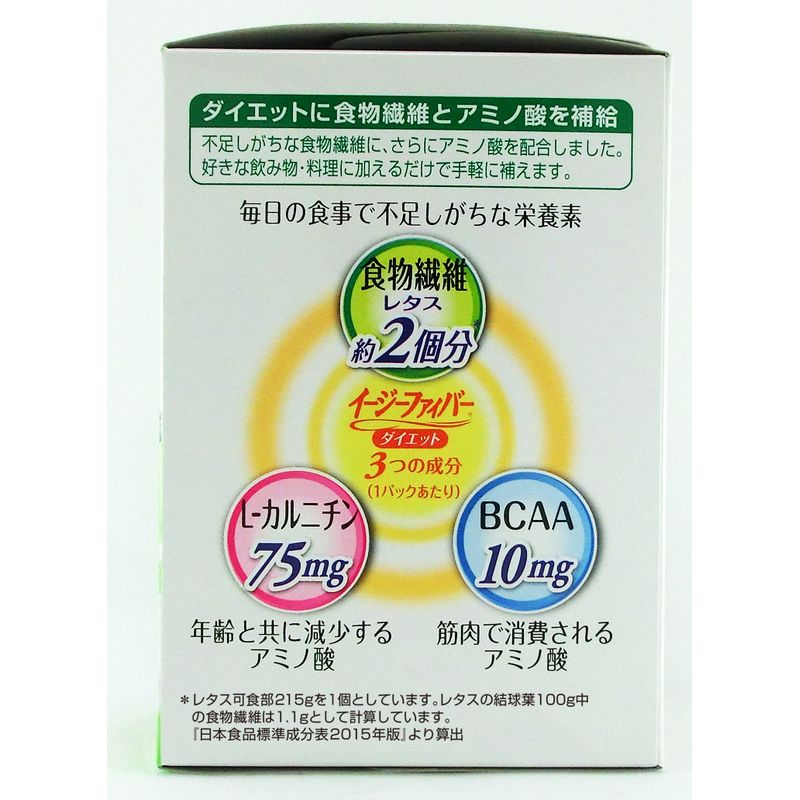 ダイエットに食物繊維とアミノ酸を補給
不足しがちな食物繊維に、さらにアミノ酸を配合しました。
好きな飲み物・料理に加えるだけで手軽に補えます。
毎日の食事で不足しがちな栄養素
食物繊維
レタス
約2個分*
イージーファイバー®
ダイエット
3つの成分
(1パックあたり)
L-カルニチン
75mg
年齢と共に減少する
アミノ酸
BCAA
10mg
筋肉で消費される
アミノ酸
*レタス可食部215gを1個としています。レタスの結球葉100g中
の食物繊維は1.1gとして計算しています。
『日本食品標準成分表2015年版』より算出